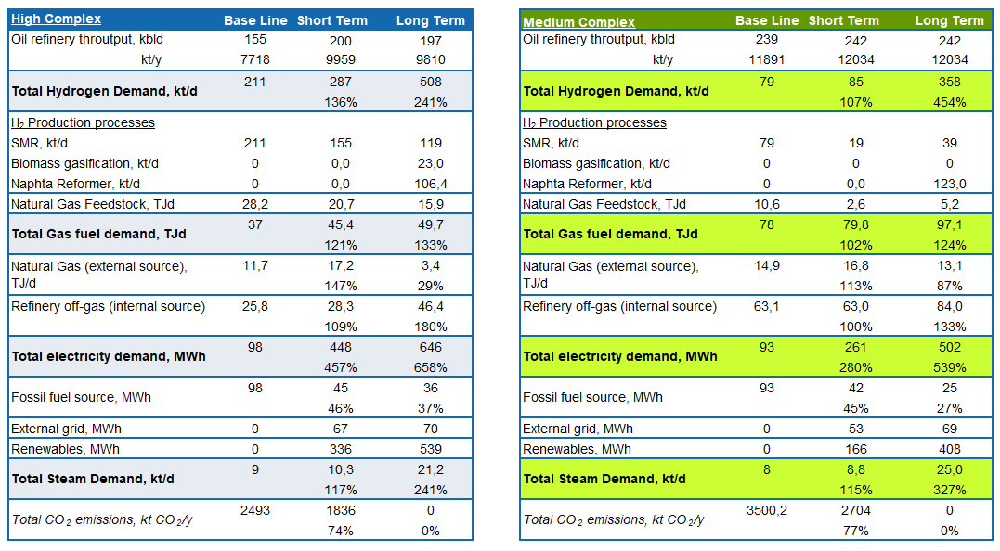 High Complex Base Line Short Term Long Term
Oil refinery throutput, kbld 155 200 197
kt/y 7718 9959 9810
Total Hydrogen Demand, kt/d 211 287 508
136% 241%
H₂ Production processes
SMR, kt/d 211 155 119
Biomass gasification, kt/d 0 0,0 23,0
Naphta Reformer, kt/d 0 0,0 106,4
Natural Gas Feedstock, TJd 28,2 20,7 15,9
Total Gas fuel demand, TJd 37 45,4 49,7
121% 133%
Natural Gas (external source), 11,7 17,2 3,4
TJ/d 147% 29%
Refinery off-gas (internal source) 25,8 28,3 46,4
109% 180%
Total electricity demand, MWh 98 448 646
457% 658%
Fossil fuel source, MWh 98 45 36
46% 37%
External grid, MWh 0 67 70
Renewables, MWh 0 336 539
Total Steam Demand, kt/d 9 10,3 21,2
117% 241%
Total CO₂ emissions, kt CO₂/y 2493 1836 0
74% 0%
Medium Complex Base Line Short Term Long Term
Oil refinery throutput, kbld 239 242 242
kt/y 11891 12034 12034
Total Hydrogen Demand, kt/d 79 85 358
107% 454%
H₂ Production processes
SMR, kt/d 79 19 39
Biomass gasification, kt/d 0 0 0
Naphta Reformer, kt/d 0 0,0 123,0
Natural Gas Feedstock, TJd 10,6 2,6 5,2
Total Gas fuel demand, TJd 78 79,8 97,1
102% 124%
Natural Gas (external source), 14,9 16,8 13,1
TJ/d 113% 87%
Refinery off-gas (internal source) 63,1 63,0 84,0
100% 133%
Total electricity demand, MWh 93 261 502
280% 539%
Fossil fuel source, MWh 93 42 25
45% 27%
External grid, MWh 0 53 69
Renewables, MWh 0 166 408
Total Steam Demand, kt/d 8 8,8 25,0
115% 327%
Total CO₂ emissions, kt CO₂/y 3500,2 2704 0
77% 0%